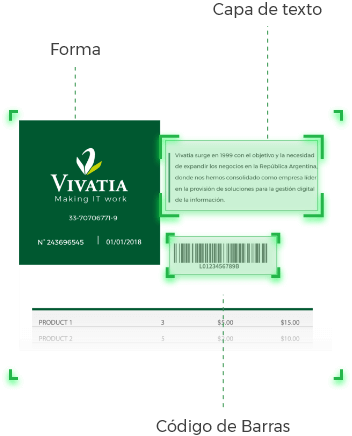 Capa de texto
Forma
VIVATIA
Making IT work
33-70706771-9
N° 243696545 | 01/01/2018
Vivatia surge en 1999 con el objetivo y la necesidad
de expandir los negocios en la República Argentina,
donde nos hemos consolidado como empresa líder
en la provisión de soluciones para la gestión digital
de la información.
L01234567890
PRODUCT 1 3 $5.00 $15.00
PRODUCT 2 3 $2.00 $10.00
Código de Barras